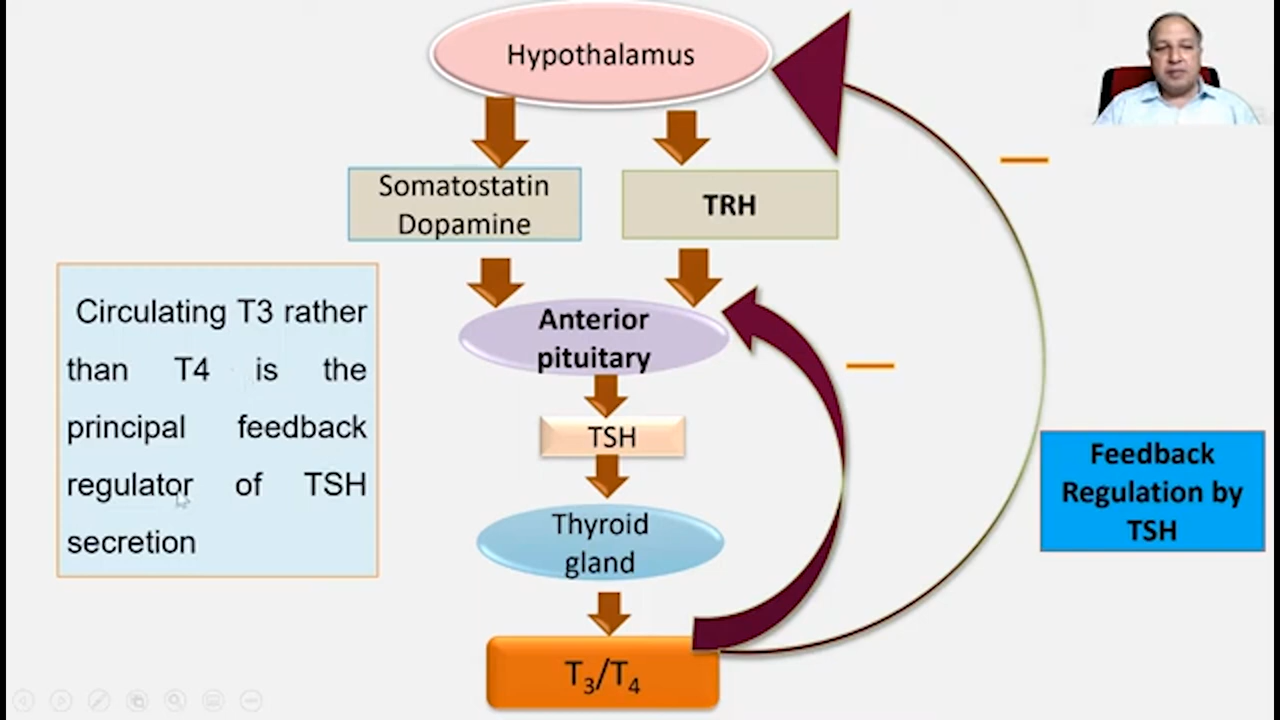 Hypothalamus
Somatostatin
Dopamine
TRH
Circulating T3 rather
than T4 is the
principal feedback
regulator of TSH
secretion
Anterior
pituitary
TSH
Thyroid
gland
T₃/T₄
Feedback
Regulation by
TSH